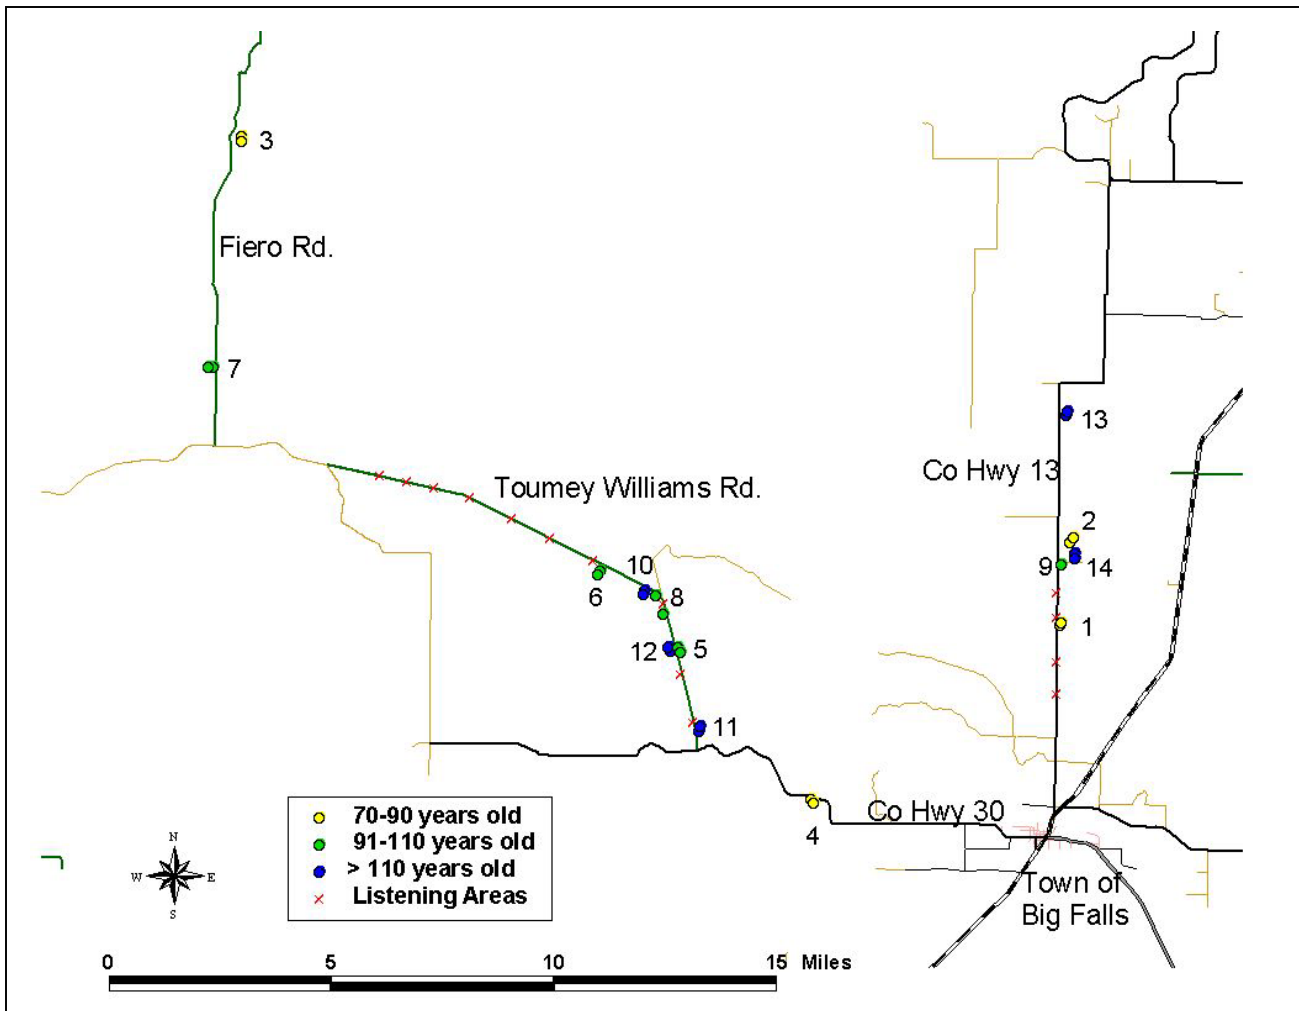 3
Fiero Rd.
7
13
Co Hwy 13
Toumey Williams Rd.
2
10
9
14
6
8
1
12
5
11
4
Co Hwy 30
70-90 years old
91-110 years old
> 110 years old
Listening Areas
N
W E
S
Town of
Big Falls
0 5 10 15 Miles